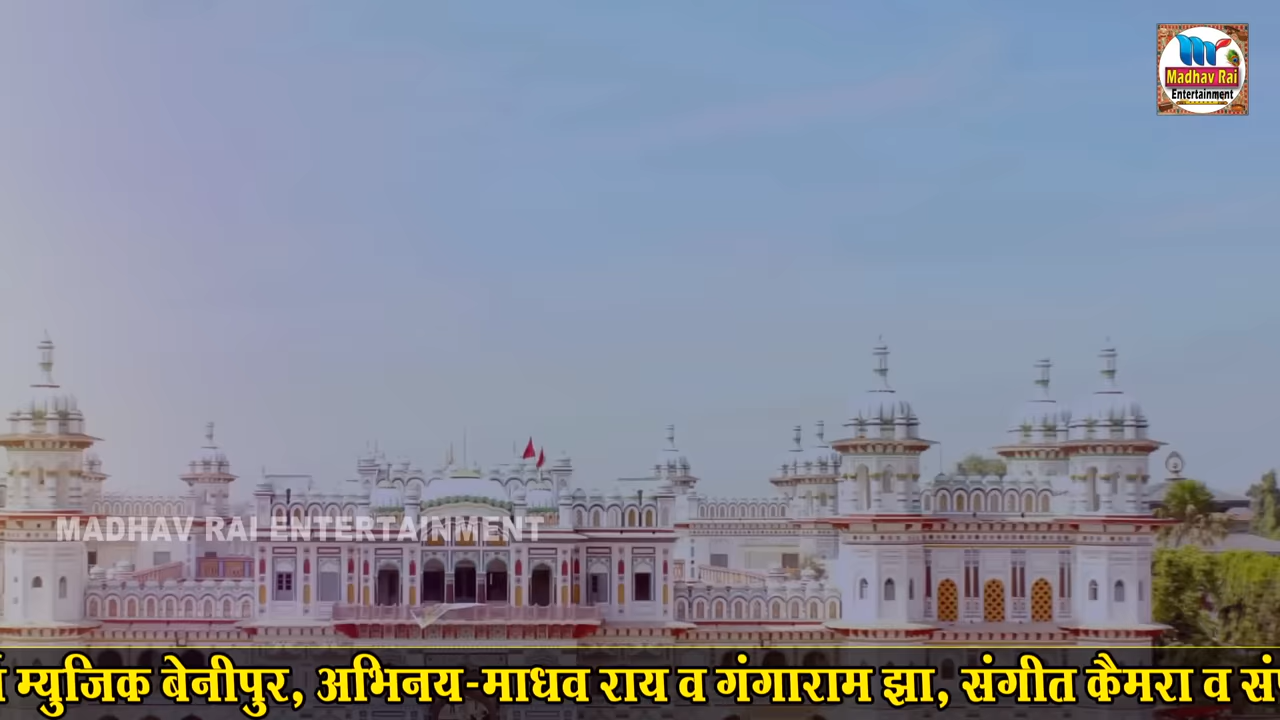 Madhav Rai
Entertainment
MADHAV RAI ENTERTAINMENT
म्युजिक बेनीपुर, अभिनय-माधव राय व गंगाराम झा, संगीत कैमरा व